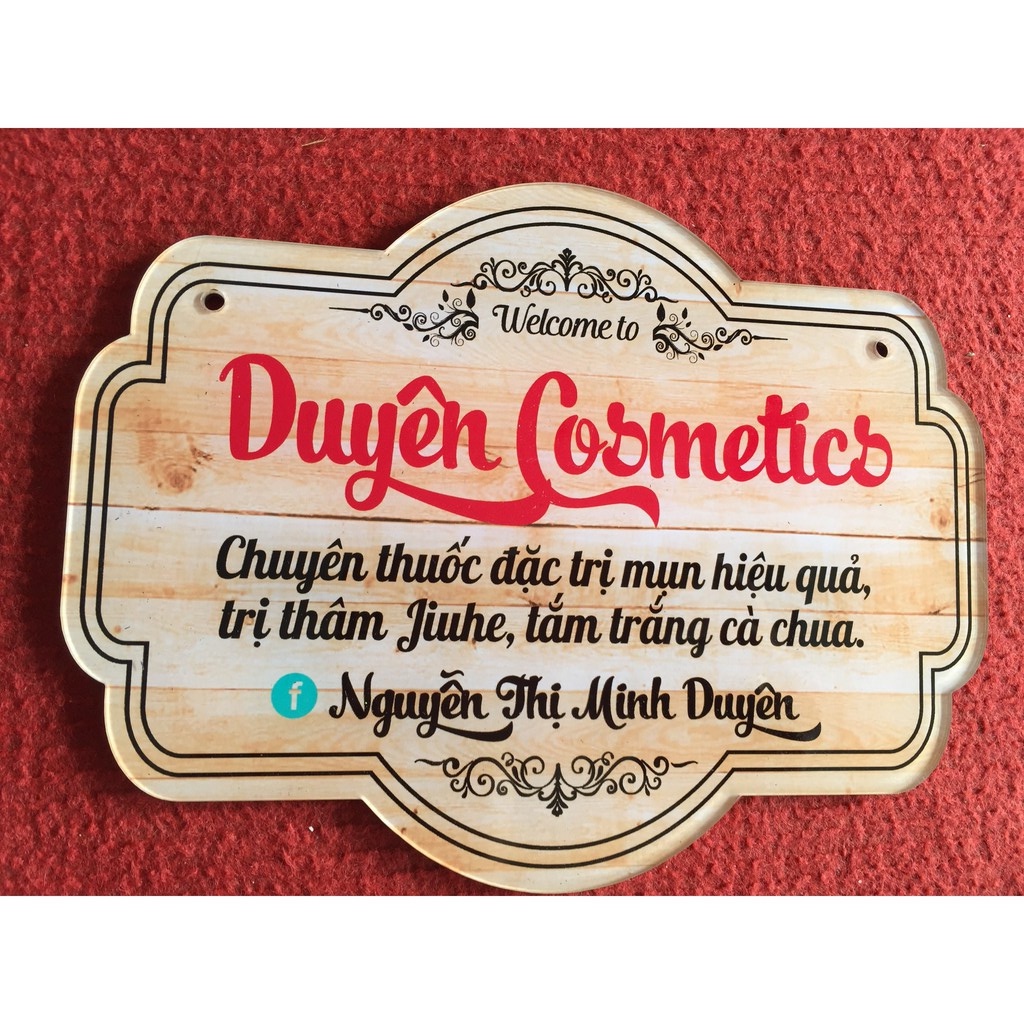 Welcome to
Duyên Cosmetics
Chuyên thuốc đặc trị mụn hiệu quả,
trị thâm Jiuhe, tắm trắng cà chua.
f Nguyễn Thị Minh Duyên